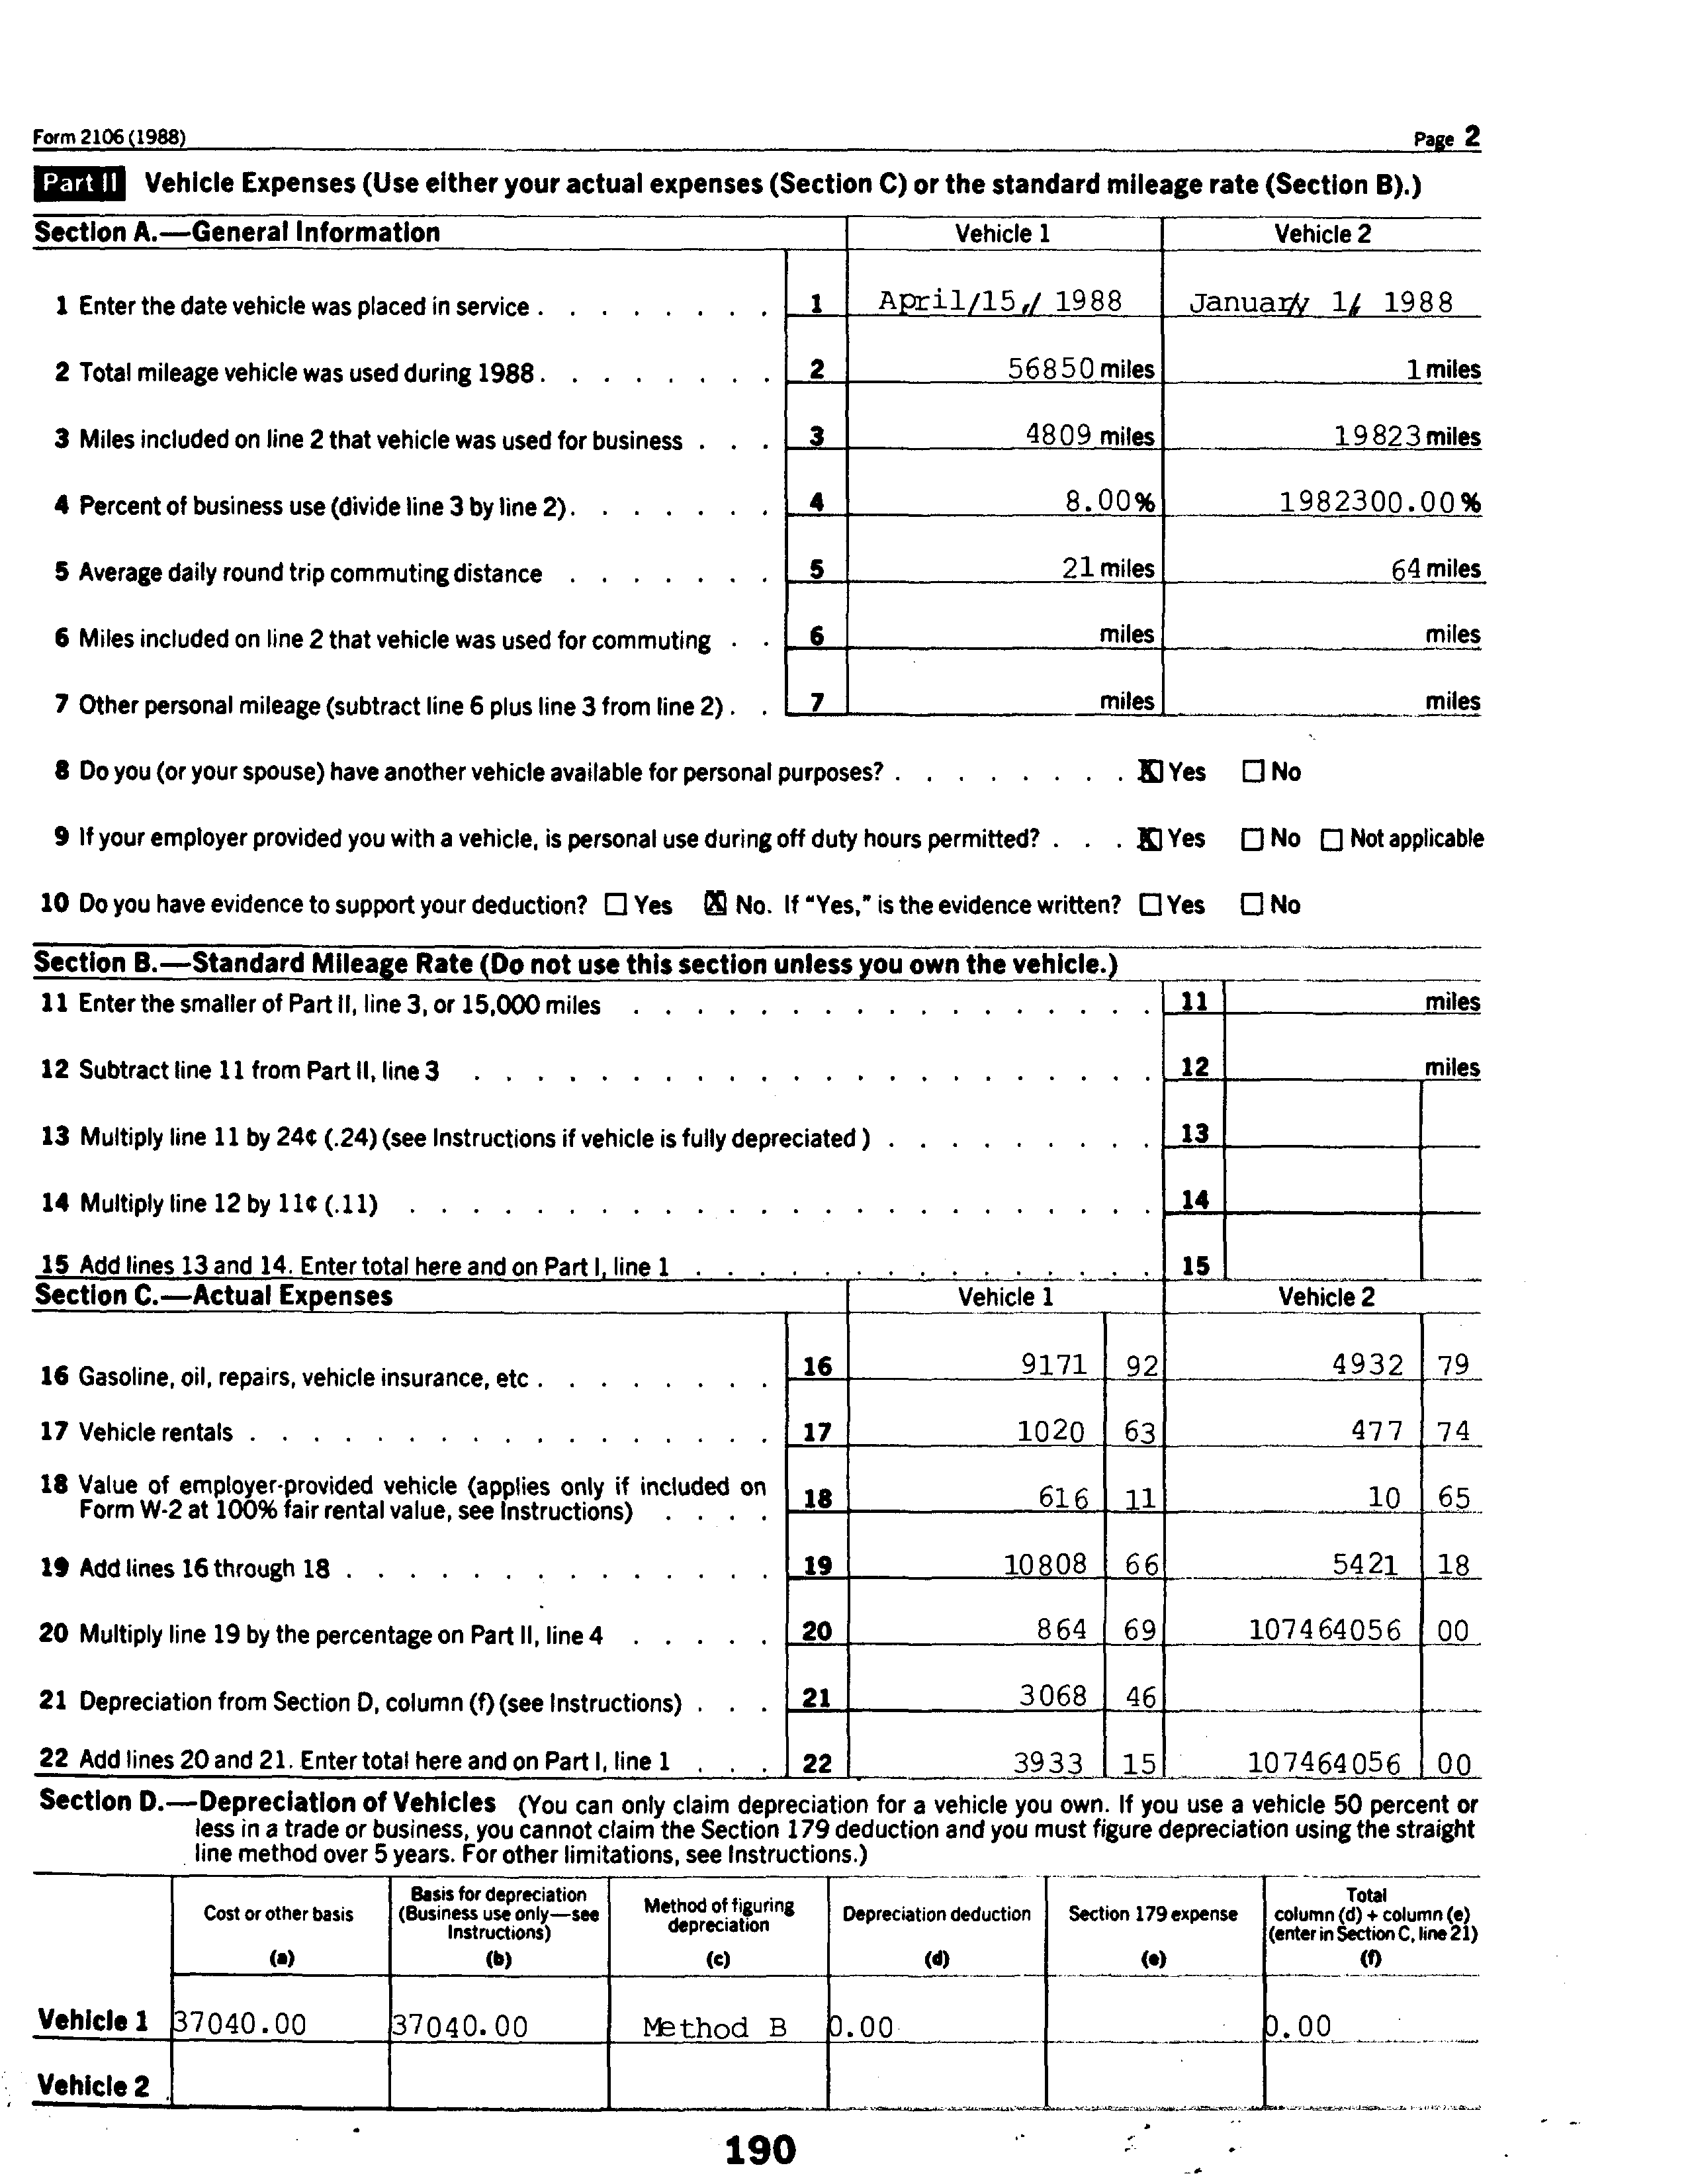 Form 2106 (1988) Page 2
Part II Vehicle Expenses (Use either your actual expenses (Section C) or the standard mileage rate (Section B).)
Section A.—General Information Vehicle 1 Vehicle 2
1 Enter the date vehicle was placed in service . . . . . . . . 1 April/15,/ 1988 January 1, 1988
2 Total mileage vehicle was used during 1988 . . . . . . . . 2 56850 miles 1 miles
3 Miles included on line 2 that vehicle was used for business . . . 3 4809 miles 19823 miles
4 Percent of business use (divide line 3 by line 2) . . . . . . . 4 8.00% 1982300.00%
5 Average daily round trip commuting distance . . . . . . . 5 21 miles 64 miles
6 Miles included on line 2 that vehicle was used for commuting . . 6 miles miles
7 Other personal mileage (subtract line 6 plus line 3 from line 2) . . 7 miles miles
8 Do you (or your spouse) have another vehicle available for personal purposes? . . . . . . . . X Yes ☐ No
9 If your employer provided you with a vehicle, is personal use during off duty hours permitted? . . . X Yes ☐ No ☐ Not applicable
10 Do you have evidence to support your deduction? ☐ Yes X No. If "Yes," is the evidence written? ☐ Yes ☐ No
Section B.—Standard Mileage Rate (Do not use this section unless you own the vehicle.)
11 Enter the smaller of Part II, line 3, or 15,000 miles . . . . . . . . . . . . . . . . . 11 miles
12 Subtract line 11 from Part II, line 3 . . . . . . . . . . . . . . . . . . . . . . 12 miles
13 Multiply line 11 by 24¢ (.24) (see Instructions if vehicle is fully depreciated ) . . . . . . . . . 13
14 Multiply line 12 by 11¢ (.11) . . . . . . . . . . . . . . . . . . . . . . . . 14
15 Add lines 13 and 14. Enter total here and on Part I, line 1 . . . . . . . . . . . . . . . 15
Section C.—Actual Expenses Vehicle 1 Vehicle 2
16 Gasoline, oil, repairs, vehicle insurance, etc . . . . . . . . 16 9171 92 4932 79
17 Vehicle rentals . . . . . . . . . . . . . . . . . 17 1020 63 477 74
18 Value of employer-provided vehicle (applies only if included on
Form W-2 at 100% fair rental value, see Instructions) . . . . 18 616 11 10 65
19 Add lines 16 through 18 . . . . . . . . . . . . . . 19 10808 66 5421 18
20 Multiply line 19 by the percentage on Part II, line 4 . . . . . 20 864 69 107464056 00
21 Depreciation from Section D, column (f) (see Instructions) . . . 21 3068 46
22 Add lines 20 and 21. Enter total here and on Part I, line 1 . . . 22 3933 15 107464056 00
Section D.—Depreciation of Vehicles (You can only claim depreciation for a vehicle you own. If you use a vehicle 50 percent or
less in a trade or business, you cannot claim the Section 179 deduction and you must figure depreciation using the straight
line method over 5 years. For other limitations, see Instructions.)
Cost or other basis (a) Basis for depreciation (Business use only—see Instructions) (b) Method of figuring depreciation (c) Depreciation deduction (d) Section 179 expense (e) Total column (d) + column (e) (enter in Section C, line 21) (f)
Vehicle 1 37040.00 37040.00 Method B 0.00 0.00
Vehicle 2
190